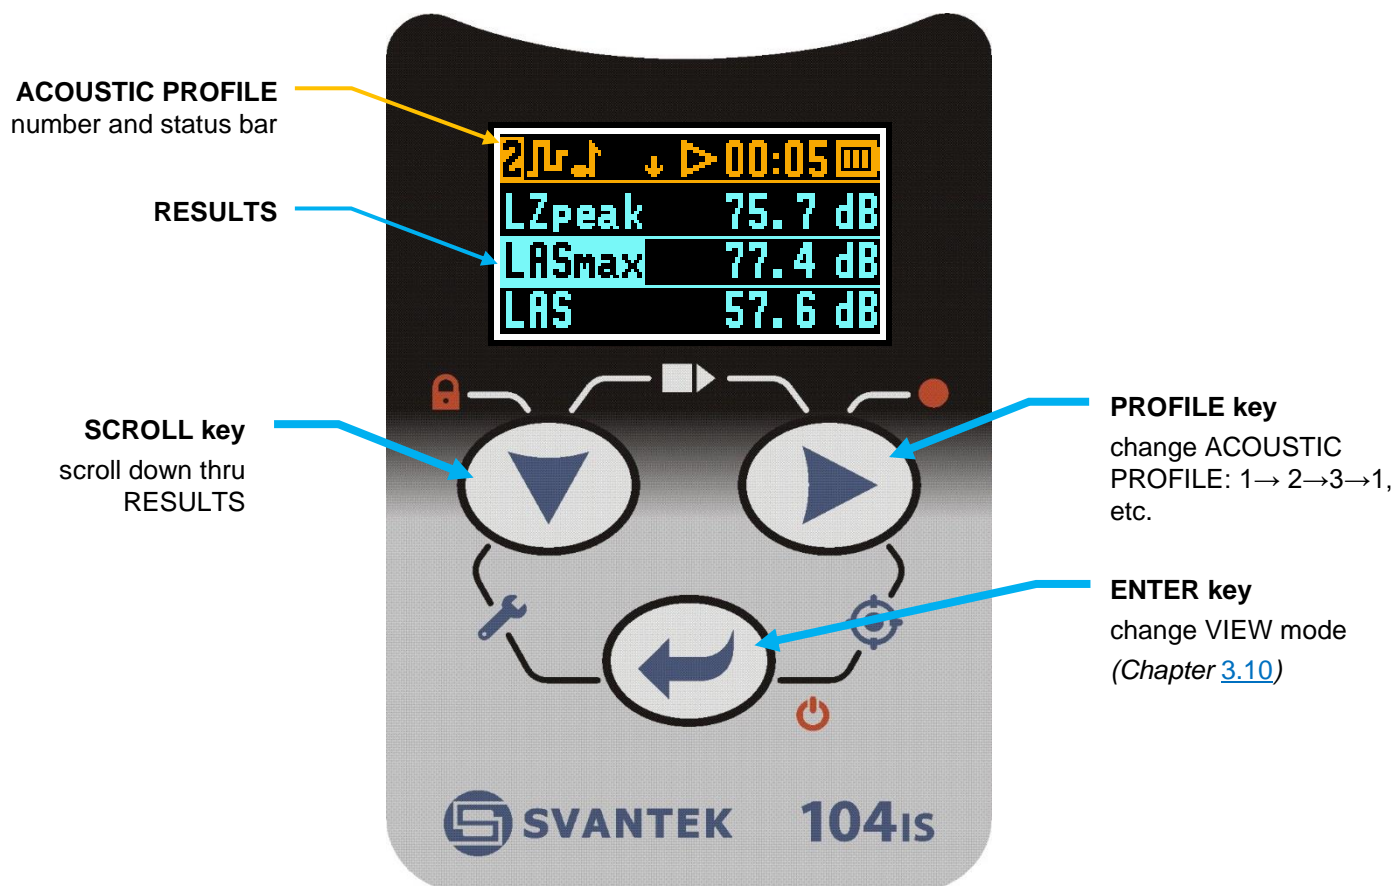 ACOUSTIC PROFILE
number and status bar
RESULTS
SCROLL key
scroll down thru
RESULTS
2 00:05
LZpeak 75.7 dB
LASmax 77.4 dB
LAS 57.6 dB
PROFILE key
change ACOUSTIC
PROFILE: 1→ 2→3→1,
etc.
ENTER key
change VIEW mode
(Chapter 3.10)
SVANTEK 104IS